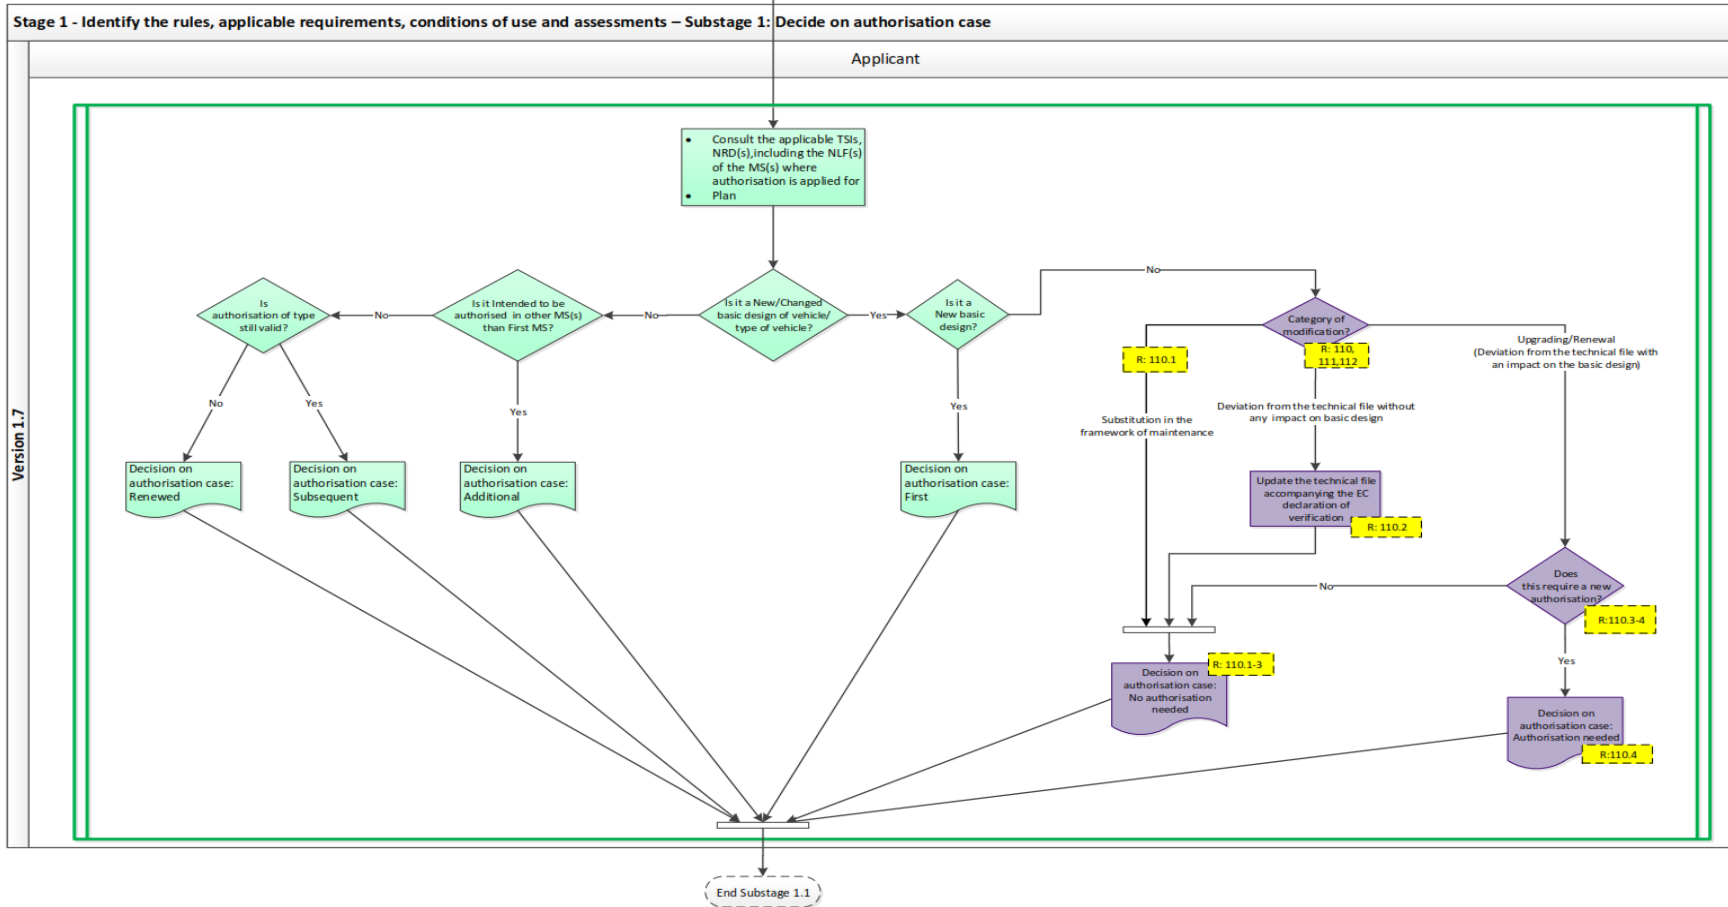 Stage 1 - Identify the rules, applicable requirements, conditions of use and assessments – Substage 1: Decide on authorisation case
Applicant
Version 1.7
• Consult the applicable TSIs,
NRD(s),including the NLF(s)
of the MS(s) where
authorisation is applied for
• Plan
Is
authorisation of type
still valid?
No
Is it Intended to be
authorised in other MS(s)
than First MS?
No
Is it a New/Changed
basic design of vehicle/
type of vehicle?
Yes
Is it a
New basic
design?
No
Category of
modification?
R: 110,
111,112
R: 110.1
Upgrading/Renewal
(Deviation from the technical file with
an impact on the basic design)
No
Yes
Yes
Yes
Substitution in the
framework of maintenance
Deviation from the technical file without
any impact on basic design
Decision on
authorisation case:
Renewed
Decision on
authorisation case:
Subsequent
Decision on
authorisation case:
Additional
Decision on
authorisation case:
First
Update the technical file
accompanying the EC
declaration of
verification
R: 110.2
Does
this require a new
authorisation?
R:110.3-4
No
Yes
Decision on
authorisation case:
No authorisation
needed
R: 110.1-3
Decision on
authorisation case:
Authorisation needed
R:110.4
End Substage 1.1